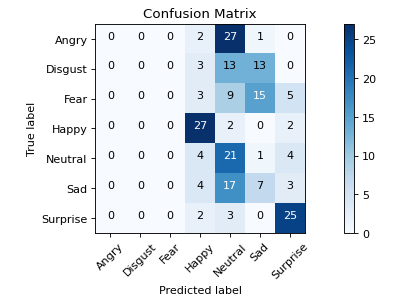 Confusion Matrix
True label
Angry 0 0 0 2 27 1 0
Disgust 0 0 0 3 13 13 0
Fear 0 0 0 3 9 15 5
Happy 0 0 0 27 2 0 2
Neutral 0 0 0 4 21 1 4
Sad 0 0 0 4 17 7 3
Surprise 0 0 0 2 3 0 25
Angry Disgust Fear Happy Neutral Sad Surprise
Predicted label
25
20
15
10
5
0